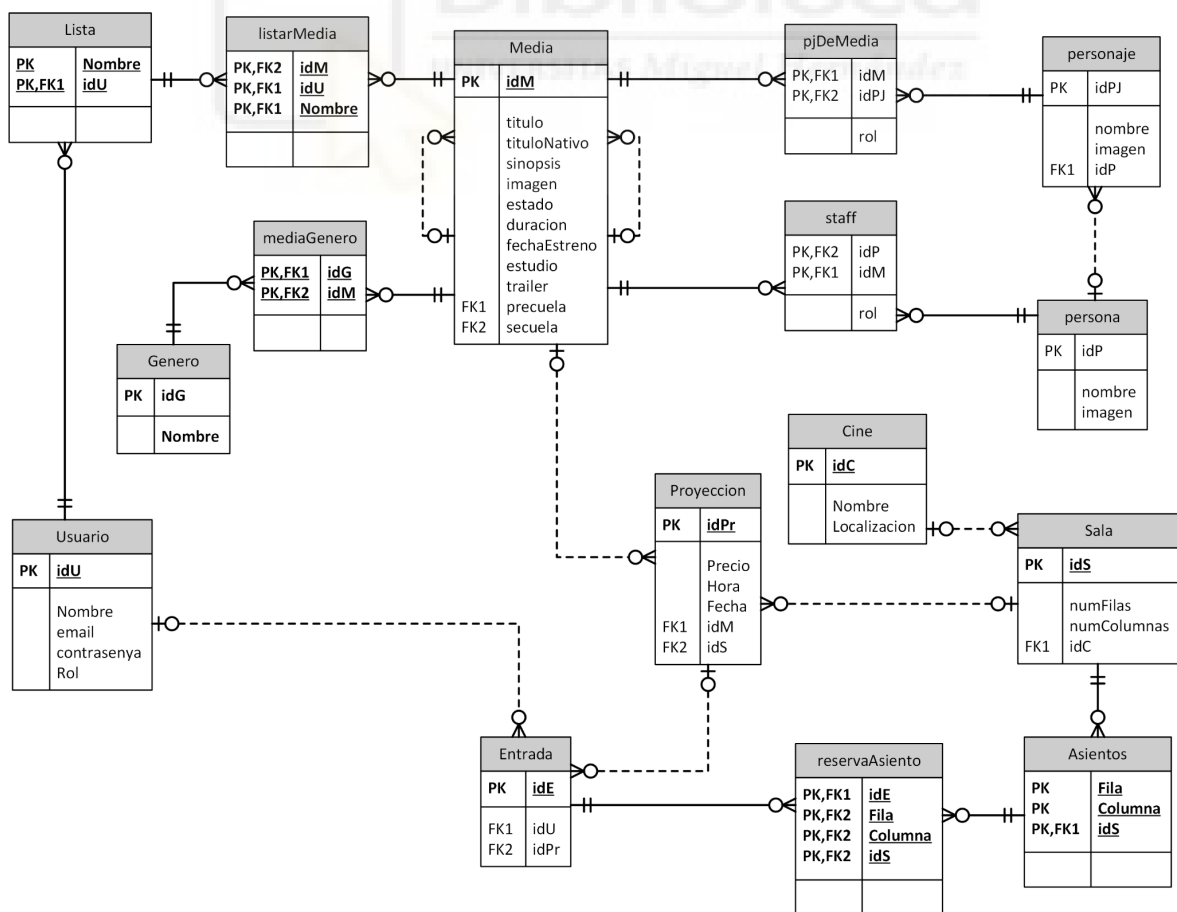 Biblioteca
UNIVERSITAS Miguel Hernández
Lista
PK Nombre
PK,FK1 idU
listarMedia
PK,FK2 idM
PK,FK1 idU
PK,FK1 Nombre
Media
PK idM
titulo
tituloNativo
sinopsis
imagen
estado
duracion
fechaEstreno
estudio
trailer
FK1 precuela
FK2 secuela
pjDeMedia
PK,FK1 idM
PK,FK2 idPJ
rol
personaje
PK idPJ
nombre
imagen
FK1 idP
mediaGenero
PK,FK1 idG
PK,FK2 idM
staff
PK,FK2 idP
PK,FK1 idM
rol
persona
PK idP
nombre
imagen
Genero
PK idG
Nombre
Cine
PK idC
Nombre
Localizacion
Proyeccion
PK idPr
Precio
Hora
Fecha
FK1 idM
FK2 idS
Sala
PK idS
numFilas
numColumnas
FK1 idC
Usuario
PK idU
Nombre
email
contrasenya
Rol
Entrada
PK idE
FK1 idU
FK2 idPr
reservaAsiento
PK,FK1 idE
PK,FK2 Fila
PK,FK2 Columna
PK,FK2 idS
Asientos
PK Fila
PK Columna
PK,FK1 idS